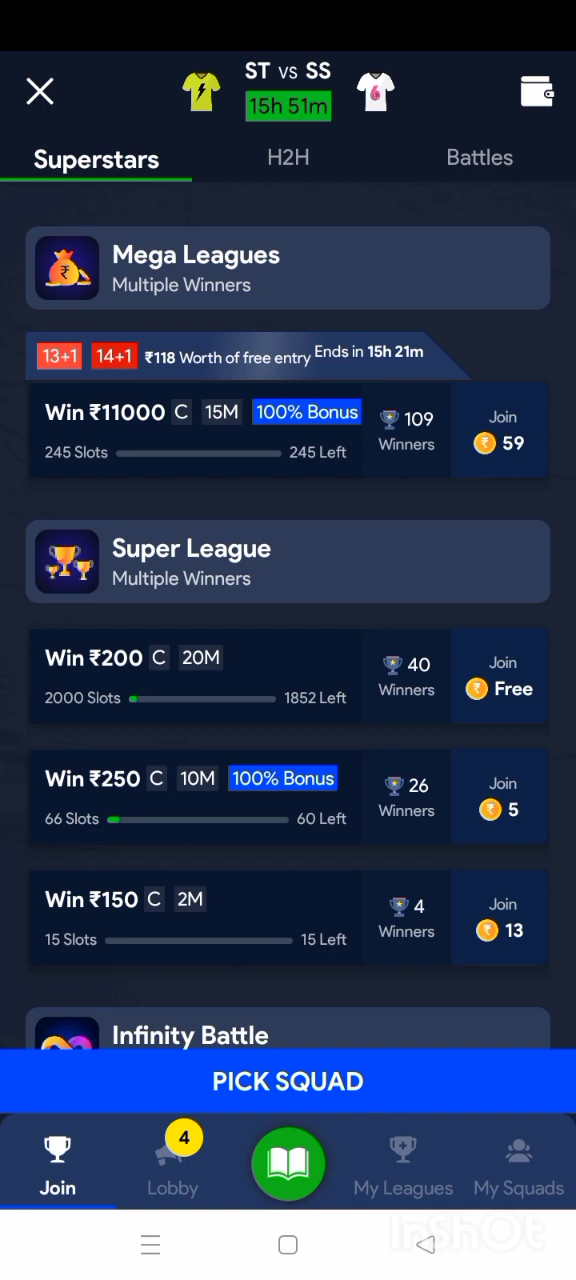 ST vs SS
15h 51m
Superstars H2H Battles
Mega Leagues
Multiple Winners
13+1 14+1 ₹118 Worth of free entry Ends in 15h 21m
Win ₹11000 C 15M 100% Bonus 109 Join
245 Slots 245 Left Winners 59
Super League
Multiple Winners
Win ₹200 C 20M 40 Join
2000 Slots 1852 Left Winners Free
Win ₹250 C 10M 100% Bonus 26 Join
66 Slots 60 Left Winners 5
Win ₹150 C 2M 4 Join
15 Slots 15 Left Winners 13
Infinity Battle
PICK SQUAD
4
Join Lobby My Leagues My Squads
InShOt